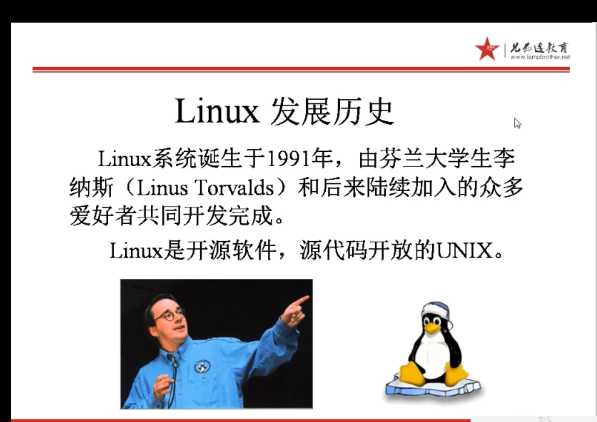 兄弟连教育
www.lampbrother.net
Linux 发展历史
Linux系统诞生于1991年，由芬兰大学生李
纳斯（Linus Torvalds）和后来陆续加入的众多
爱好者共同开发完成。
Linux是开源软件，源代码开放的UNIX。